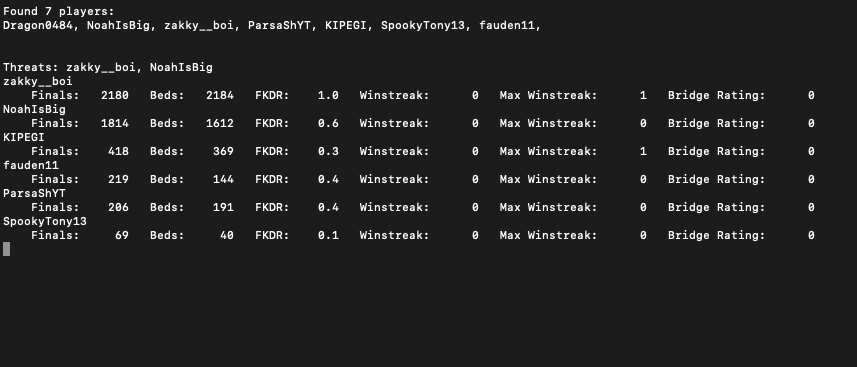 Found 7 players:
Dragon0484, NoahIsBig, zakky__boi, ParsaShYT, KIPEGI, SpookyTony13, fauden11,
Threats: zakky__boi, NoahIsBig
zakky__boi
Finals: 2180 Beds: 2184 FKDR: 1.0 Winstreak: 0 Max Winstreak: 1 Bridge Rating: 0
NoahIsBig
Finals: 1814 Beds: 1612 FKDR: 0.6 Winstreak: 0 Max Winstreak: 0 Bridge Rating: 0
KIPEGI
Finals: 418 Beds: 369 FKDR: 0.3 Winstreak: 0 Max Winstreak: 1 Bridge Rating: 0
fauden11
Finals: 219 Beds: 144 FKDR: 0.4 Winstreak: 0 Max Winstreak: 0 Bridge Rating: 0
ParsaShYT
Finals: 206 Beds: 191 FKDR: 0.4 Winstreak: 0 Max Winstreak: 0 Bridge Rating: 0
SpookyTony13
Finals: 69 Beds: 40 FKDR: 0.1 Winstreak: 0 Max Winstreak: 0 Bridge Rating: 0